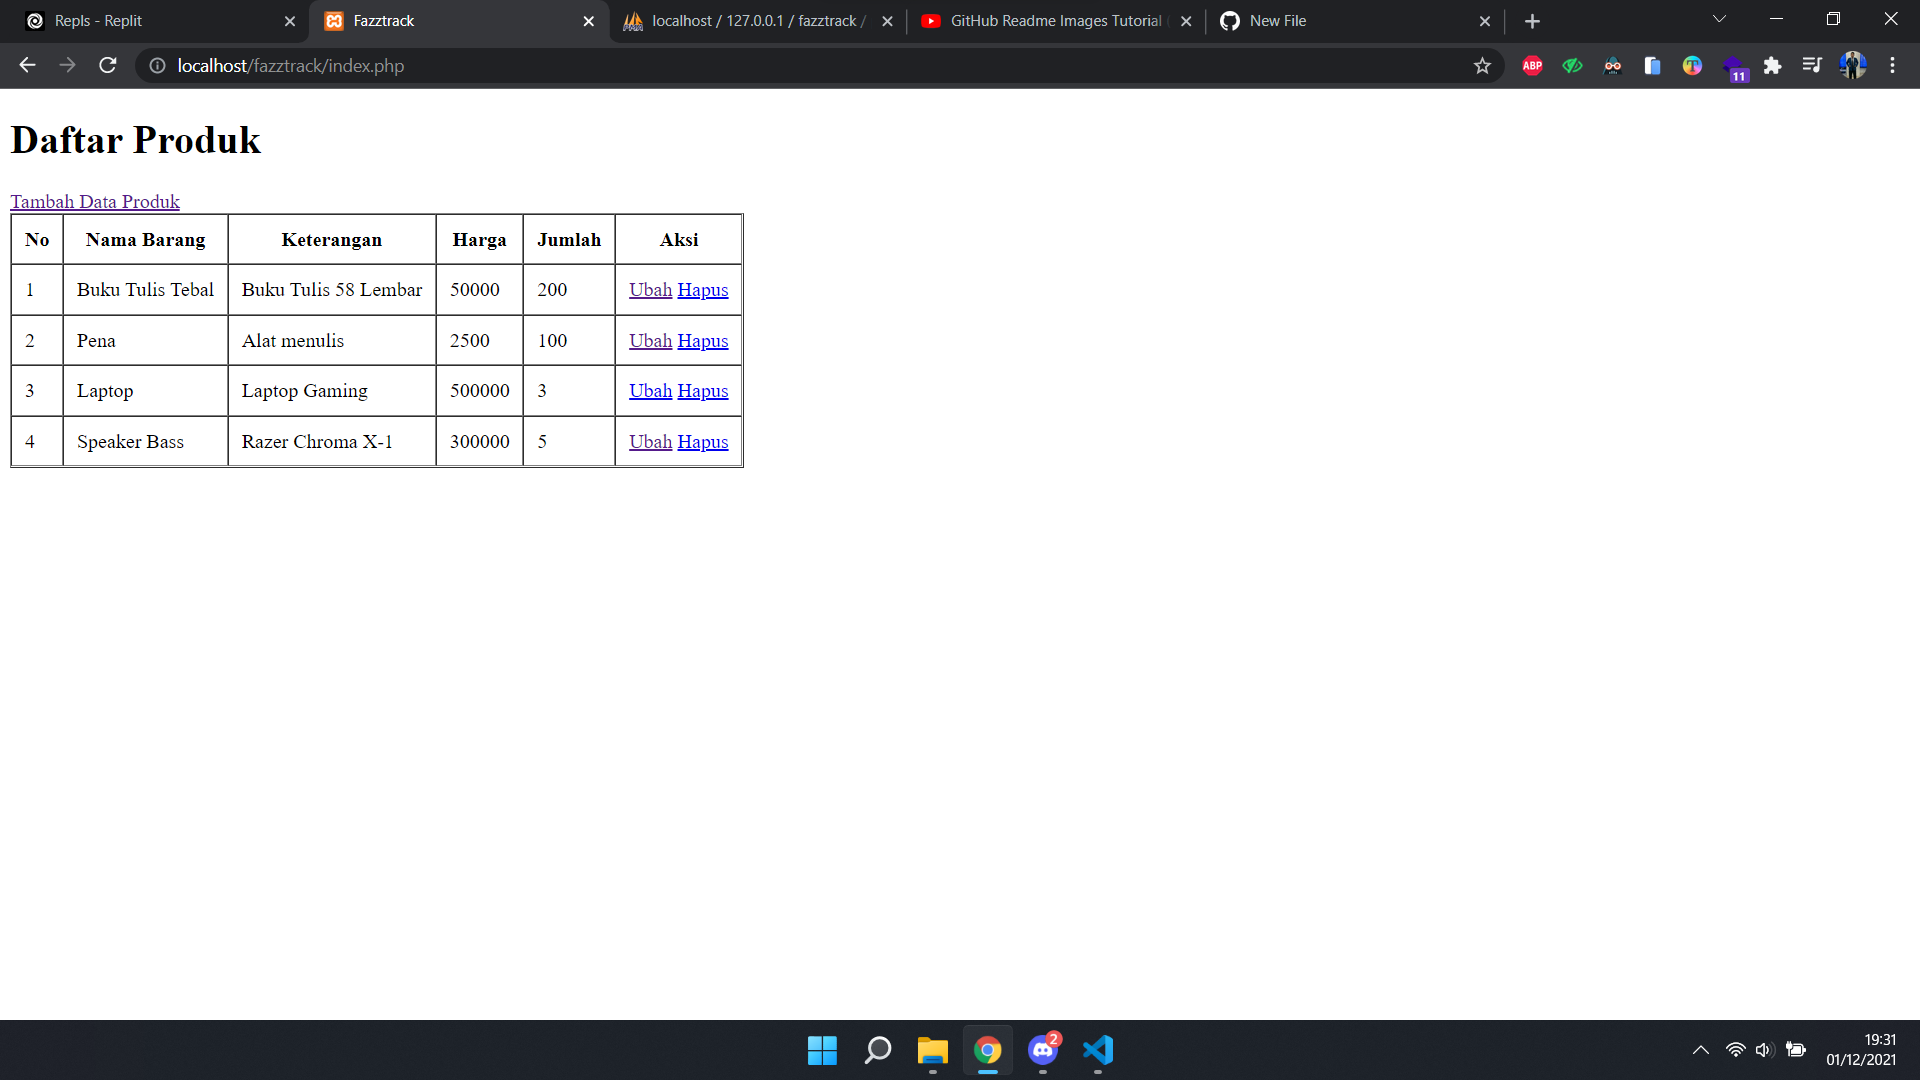 Repls - Replit
Fazztrack
localhost / 127.0.0.1 / fazztrack /
GitHub Readme Images Tutorial
New File
localhost/fazztrack/index.php
ABP
11
Daftar Produk
Tambah Data Produk
No Nama Barang Keterangan Harga Jumlah Aksi
1 Buku Tulis Tebal Buku Tulis 58 Lembar 50000 200 Ubah Hapus
2 Pena Alat menulis 2500 100 Ubah Hapus
3 Laptop Laptop Gaming 500000 3 Ubah Hapus
4 Speaker Bass Razer Chroma X-1 300000 5 Ubah Hapus
2
19:31
01/12/2021